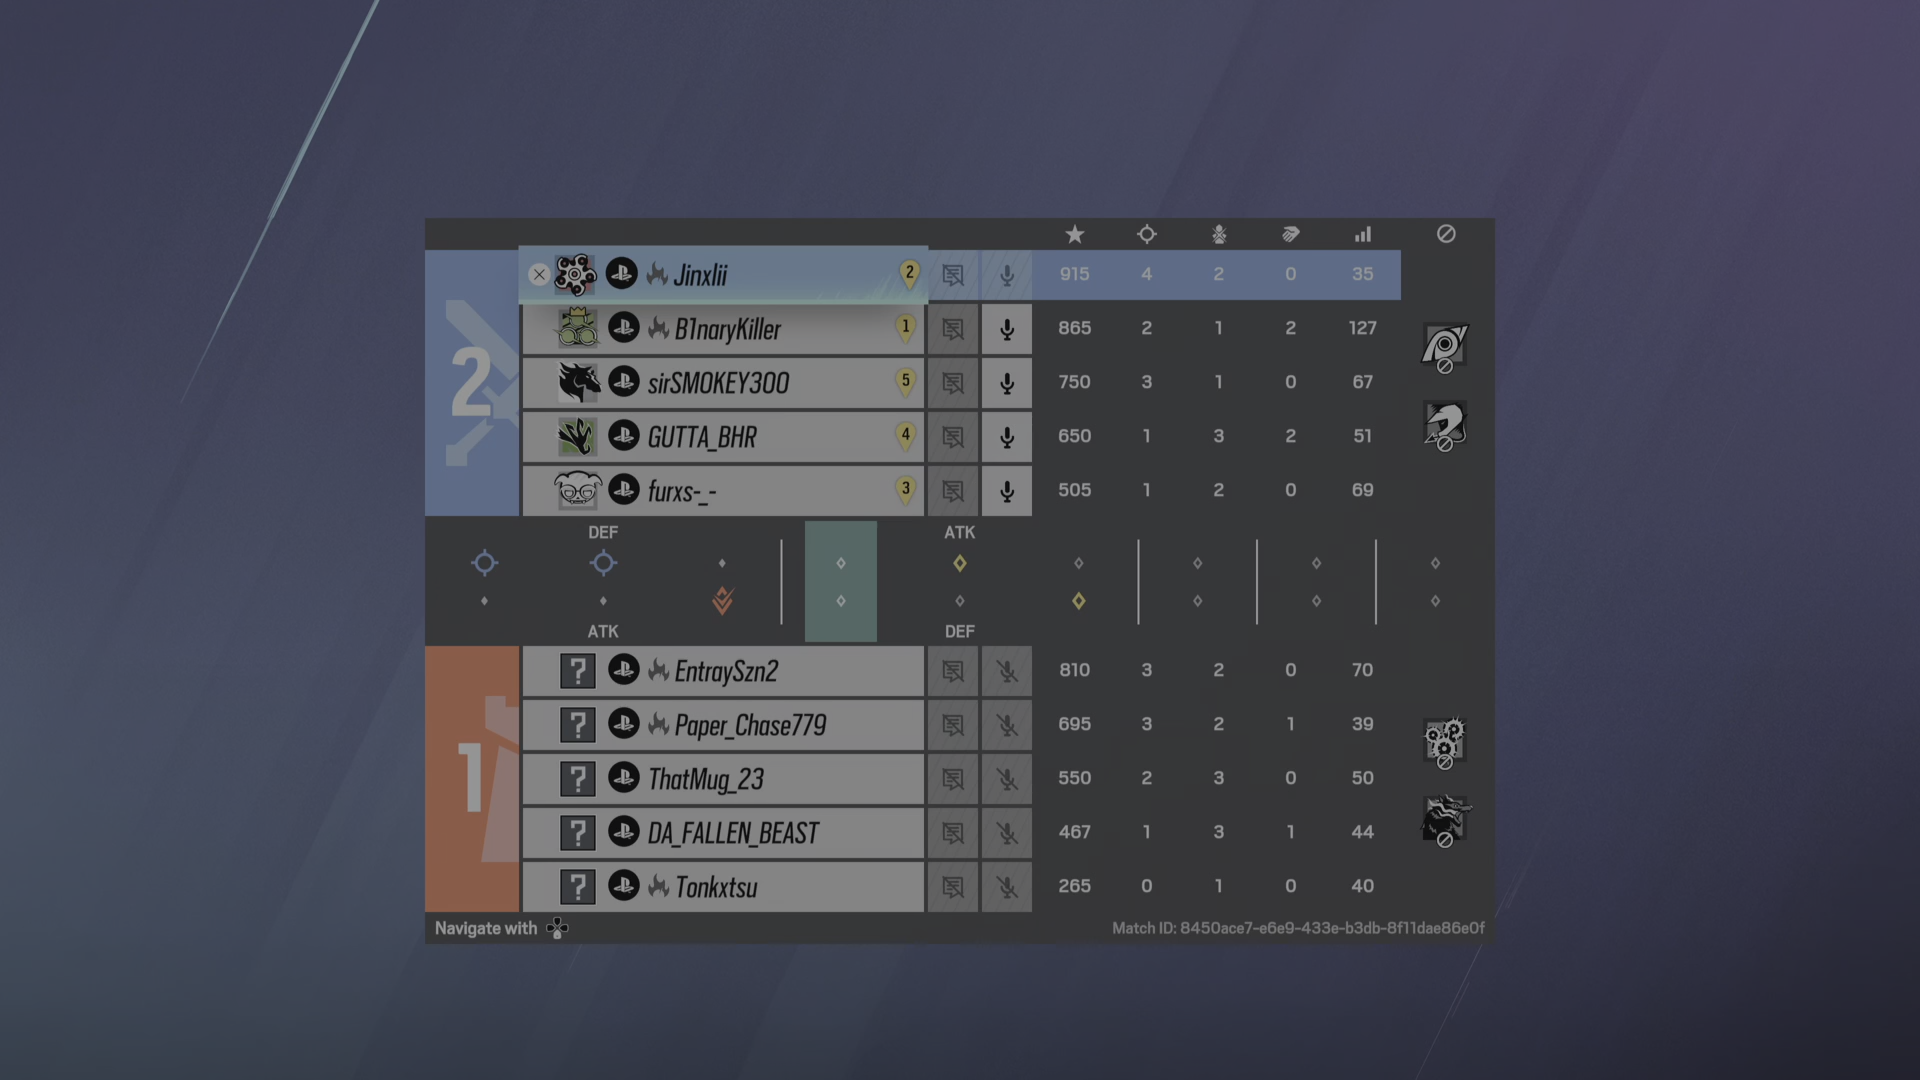 2
Jinxlii 2 915 4 2 0 35
B1naryKiller 1 865 2 1 2 127
sirSMOKEY300 5 750 3 1 0 67
GUTTA_BHR 4 650 1 3 2 51
furxs-_- 3 505 1 2 0 69
DEF ATK
ATK DEF
1
? EntraySzn2 810 3 2 0 70
? Paper_Chase779 695 3 2 1 39
? ThatMug_23 550 2 3 0 50
? DA_FALLEN_BEAST 467 1 3 1 44
? Tonkxtsu 265 0 1 0 40
Navigate with Match ID: 8450ace7-e6e9-433e-b3db-8f11dae86e0f